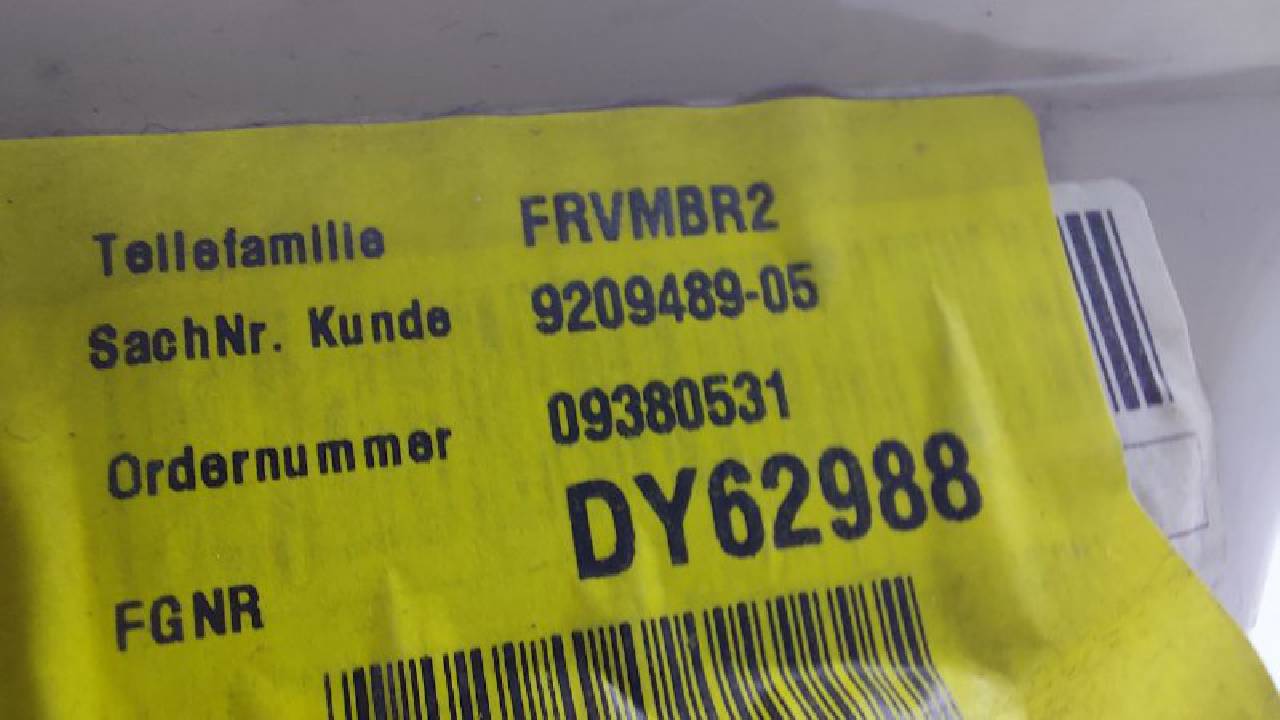 Teilefamilie FRVMBR2
SachNr. Kunde 9209489-05
Ordernummer 09380531
FGNR DY62988